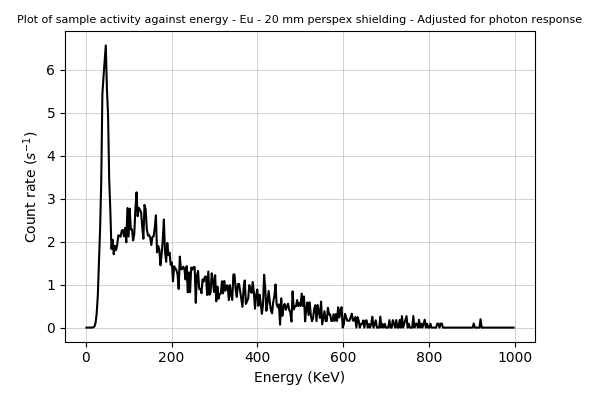 Plot of sample activity against energy - Eu - 20 mm perspex shielding - Adjusted for photon response
Count rate (s⁻¹)
6
5
4
3
2
1
0
0 200 400 600 800 1000
Energy (KeV)